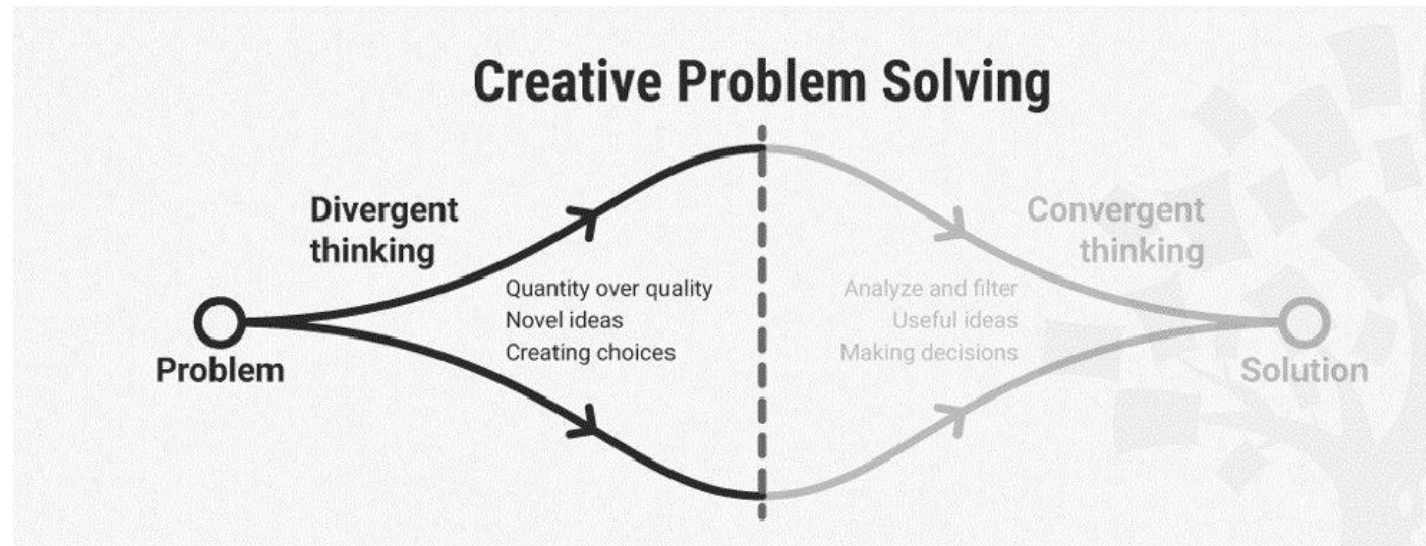 Creative Problem Solving
Divergent
thinking
Quantity over quality
Novel ideas
Creating choices
Problem
Convergent
thinking
Analyze and filter
Useful ideas
Making decisions
Solution